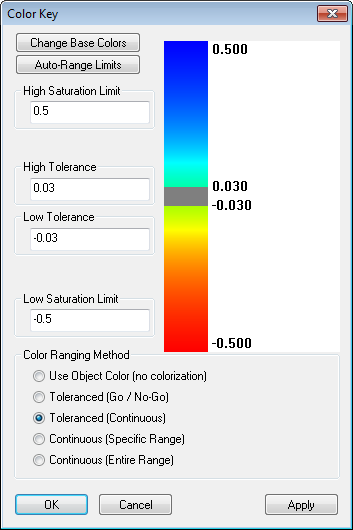 Color Key
Change Base Colors
Auto-Range Limits
High Saturation Limit
0.5
High Tolerance
0.03
Low Tolerance
-0.03
Low Saturation Limit
-0.5
0.500
0.030
-0.030
-0.500
Color Ranging Method
Use Object Color (no colorization)
Toleranced (Go / No-Go)
Toleranced (Continuous)
Continuous (Specific Range)
Continuous (Entire Range)
OK
Cancel
Apply